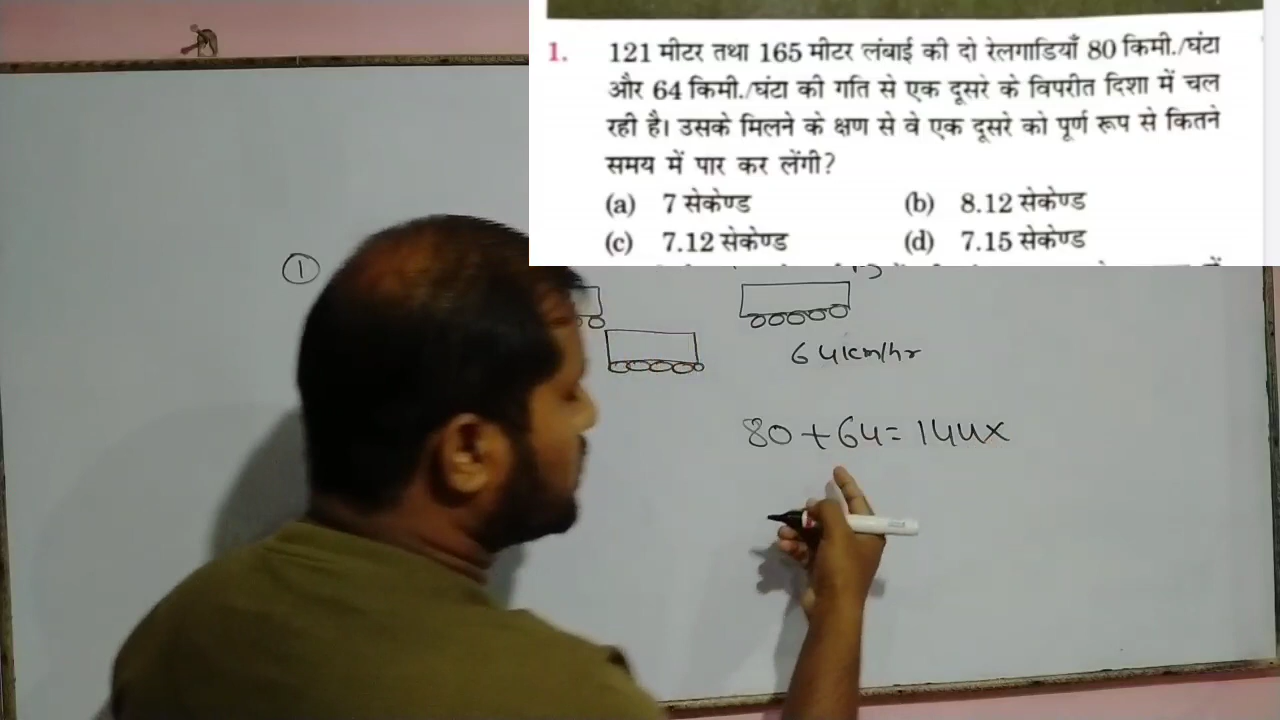 1. 121 मीटर तथा 165 मीटर लंबाई की दो रेलगाडियाँ 80 किमी./घंटा
और 64 किमी./घंटा की गति से एक दूसरे के विपरीत दिशा में चल
रही है। उसके मिलने के क्षण से वे एक दूसरे को पूर्ण रूप से कितने
समय में पार कर लेंगी?
(a) 7 सेकेण्ड (b) 8.12 सेकेण्ड
(c) 7.12 सेकेण्ड (d) 7.15 सेकेण्ड
1
64km/hr
80+64=144×